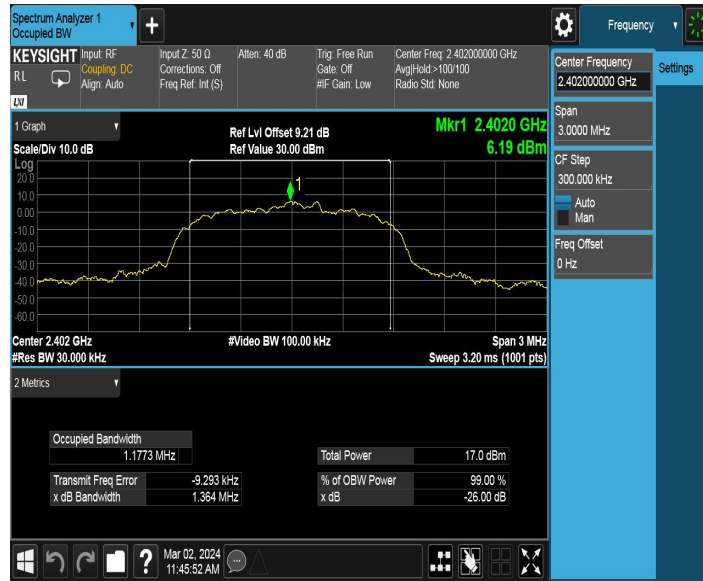 Spectrum Analyzer 1
Occupied BW
+
Frequency
KEYSIGHT
RL
LXI
Input: RF
Coupling: DC
Align: Auto
Input Z: 50 Ω
Corrections: Off
Freq Ref: Int (S)
Atten: 40 dB
Trig: Free Run
Gate: Off
#IF Gain: Low
Center Freq: 2.402000000 GHz
Avg|Hold:>100/100
Radio Std: None
Center Frequency
2.402000000 GHz
Settings
Span
3.0000 MHz
CF Step
300.000 kHz
Auto
Man
Freq Offset
0 Hz
1 Graph
Scale/Div 10.0 dB
Ref Lvl Offset 9.21 dB
Ref Value 30.00 dBm
Mkr1 2.4020 GHz
6.19 dBm
Log
20.0
10.0
0.00
-10.0
-20.0
-30.0
-40.0
-50.0
-60.0
1
Center 2.402 GHz
#Res BW 30.000 kHz
#Video BW 100.00 kHz
Span 3 MHz
Sweep 3.20 ms (1001 pts)
2 Metrics
Occupied Bandwidth
1.1773 MHz
Total Power 17.0 dBm
Transmit Freq Error -9.293 kHz
% of OBW Power 99.00 %
x dB Bandwidth 1.364 MHz
x dB -26.00 dB
?
Mar 02, 2024
11:45:52 AM